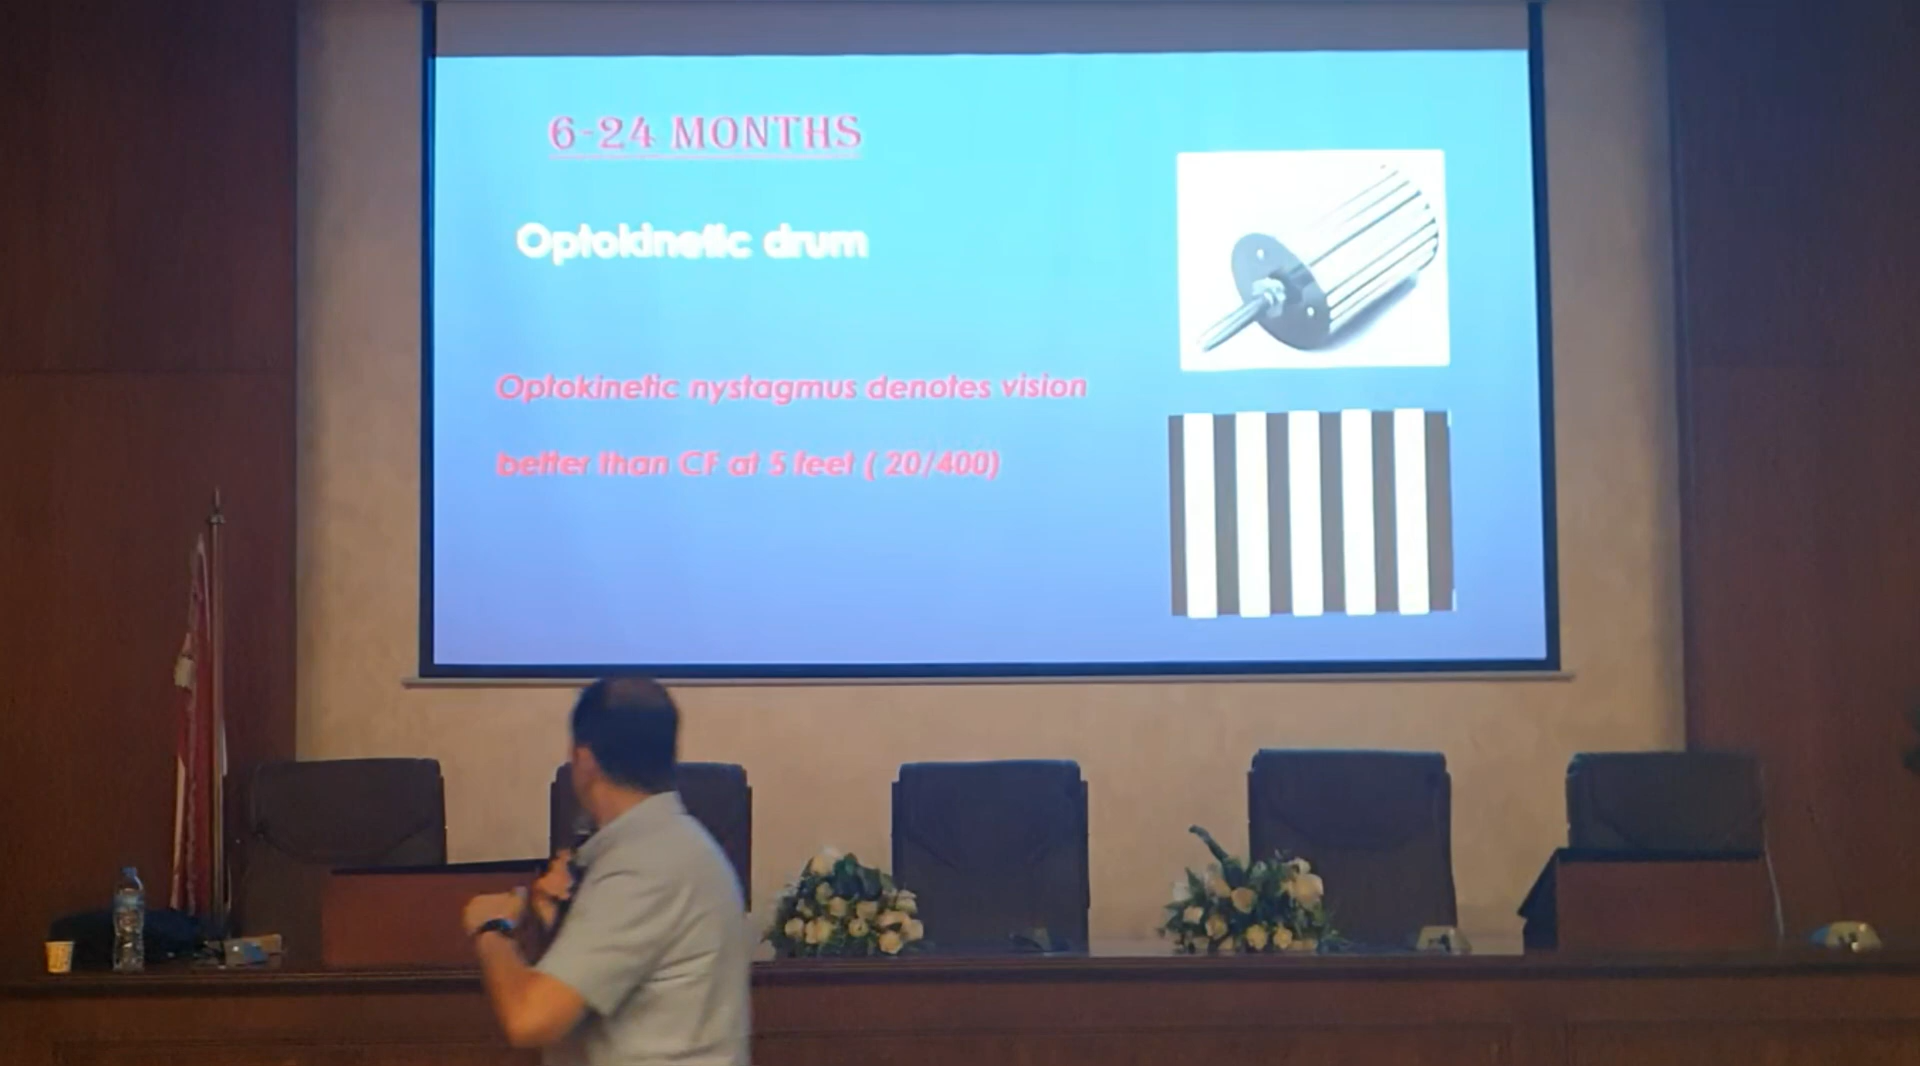 6-24 MONTHS
Optokinetic drum
Optokinetic nystagmus denotes vision
better than CF at 5 feet ( 20/400)